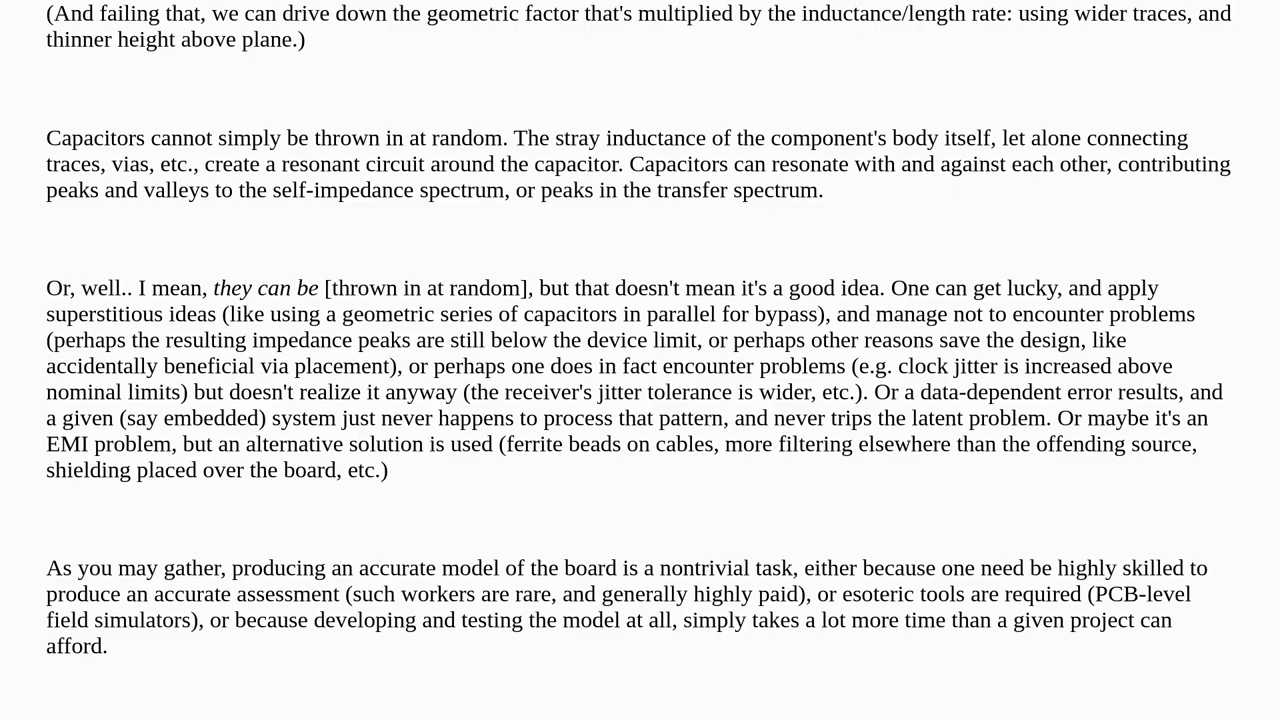 (And failing that, we can drive down the geometric factor that's multiplied by the inductance/length rate: using wider traces, and
thinner height above plane.)
Capacitors cannot simply be thrown in at random. The stray inductance of the component's body itself, let alone connecting
traces, vias, etc., create a resonant circuit around the capacitor. Capacitors can resonate with and against each other, contributing
peaks and valleys to the self-impedance spectrum, or peaks in the transfer spectrum.
Or, well.. I mean, they can be [thrown in at random], but that doesn't mean it's a good idea. One can get lucky, and apply
superstitious ideas (like using a geometric series of capacitors in parallel for bypass), and manage not to encounter problems
(perhaps the resulting impedance peaks are still below the device limit, or perhaps other reasons save the design, like
accidentally beneficial via placement), or perhaps one does in fact encounter problems (e.g. clock jitter is increased above
nominal limits) but doesn't realize it anyway (the receiver's jitter tolerance is wider, etc.). Or a data-dependent error results, and
a given (say embedded) system just never happens to process that pattern, and never trips the latent problem. Or maybe it's an
EMI problem, but an alternative solution is used (ferrite beads on cables, more filtering elsewhere than the offending source,
shielding placed over the board, etc.)
As you may gather, producing an accurate model of the board is a nontrivial task, either because one need be highly skilled to
produce an accurate assessment (such workers are rare, and generally highly paid), or esoteric tools are required (PCB-level
field simulators), or because developing and testing the model at all, simply takes a lot more time than a given project can
afford.